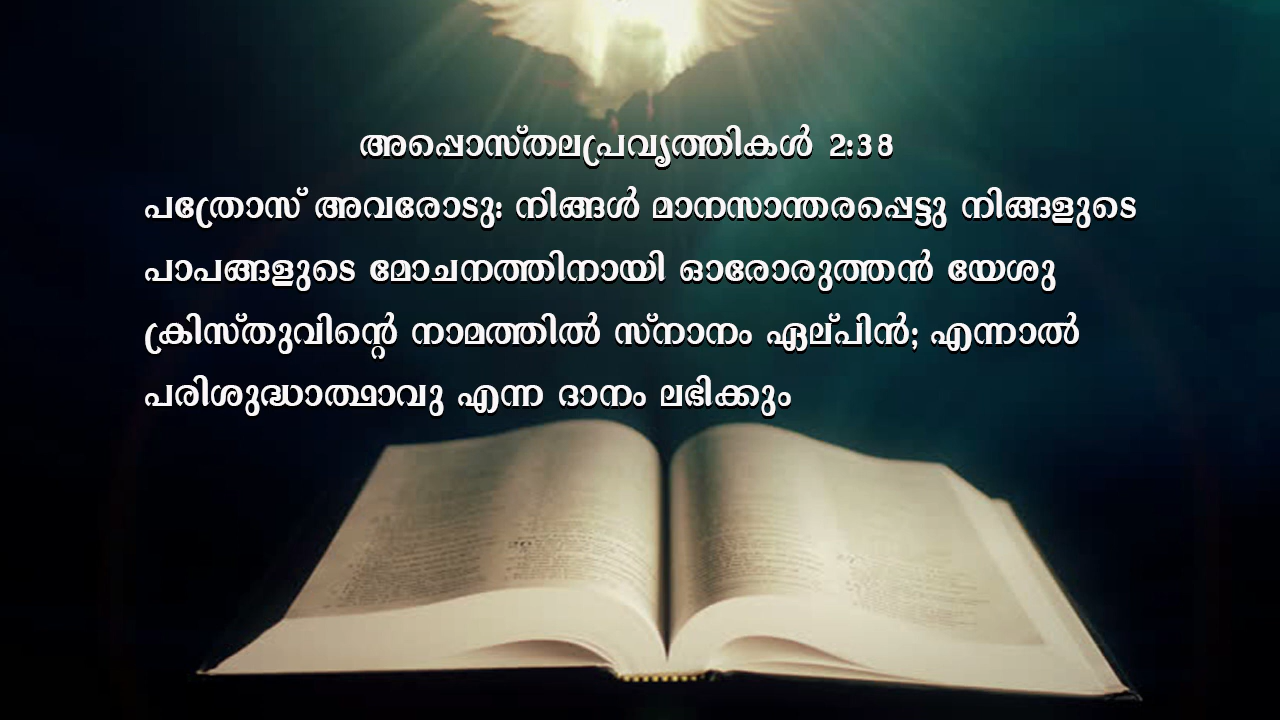 അപ്പൊസ്തലപ്രവൃത്തികൾ 2:38
പത്രോസ് അവരോടു: നിങ്ങൾ മാനസാന്തരപ്പെട്ടു നിങ്ങളുടെ
പാപങ്ങളുടെ മോചനത്തിനായി ഓരോരുത്തൻ യേശു
ക്രിസ്തുവിന്റെ നാമത്തിൽ സ്നാനം ഏല്പിൻ; എന്നാൽ
പരിശുദ്ധാത്ഥാവു എന്ന ദാനം ലഭിക്കും